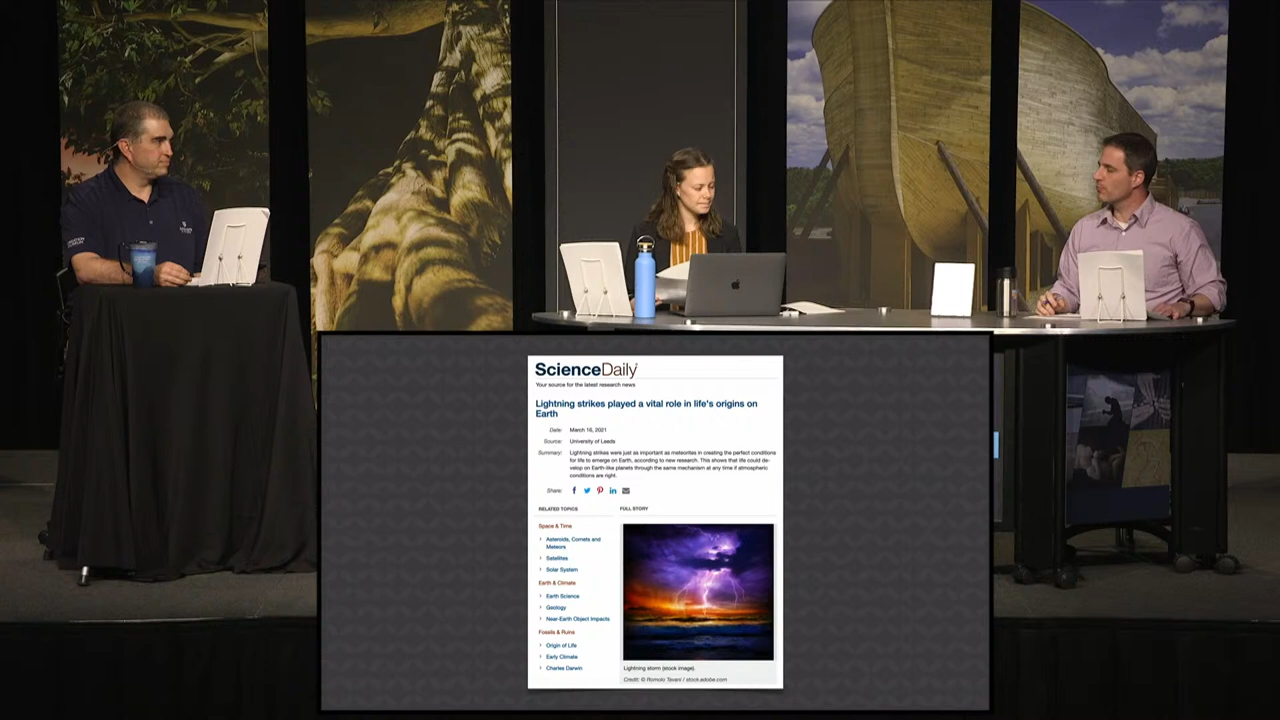 ScienceDaily
Your source for the latest research news
Lightning strikes played a vital role in life's origins on
Earth
Date: March 16, 2021
Source: University of Leeds
Summary: Lightning strikes were just as important as meteorites in creating the perfect conditions
for life to emerge on Earth, according to new research. This shows that life could de-
velop on Earth-like planets through the same mechanism at any time if atmospheric
conditions are right.
Share:
RELATED TOPICS
FULL STORY
Space & Time
Asteroids, Comets and
Meteors
Satellites
Solar System
Earth & Climate
Earth Science
Geology
Near-Earth Object Impacts
Fossils & Ruins
Origin of Life
Early Climate
Charles Darwin
Lightning storm (stock image).
Credit: © Romolo Tavani / stock.adobe.com